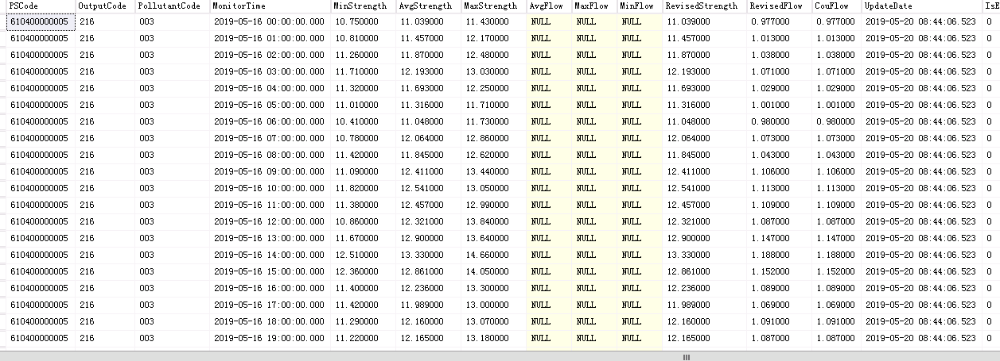 PSCode OutputCode PollutantCode MonitorTime MinStrength AvgStrength MaxStrength AvgFlow MaxFlow MinFlow RevisedStrength RevisedFlow CouFlow UpdateDate
610400000005 216 003 2019-05-16 00:00:00.000 10.750000 11.039000 11.430000 NULL NULL NULL 11.039000 0.977000 0.977000 2019-05-20 08:44:06.523 0
610400000005 216 003 2019-05-16 01:00:00.000 10.810000 11.457000 12.170000 NULL NULL NULL 11.457000 1.013000 1.013000 2019-05-20 08:44:06.523 0
610400000005 216 003 2019-05-16 02:00:00.000 11.260000 11.870000 12.480000 NULL NULL NULL 11.870000 1.038000 1.038000 2019-05-20 08:44:06.523 0
610400000005 216 003 2019-05-16 03:00:00.000 11.710000 12.193000 13.030000 NULL NULL NULL 12.193000 1.071000 1.071000 2019-05-20 08:44:06.523 0
610400000005 216 003 2019-05-16 04:00:00.000 11.320000 11.693000 12.250000 NULL NULL NULL 11.693000 1.029000 1.029000 2019-05-20 08:44:06.523 0
610400000005 216 003 2019-05-16 05:00:00.000 11.010000 11.316000 11.710000 NULL NULL NULL 11.316000 1.001000 1.001000 2019-05-20 08:44:06.523 0
610400000005 216 003 2019-05-16 06:00:00.000 10.410000 11.048000 11.730000 NULL NULL NULL 11.048000 0.980000 0.980000 2019-05-20 08:44:06.523 0
610400000005 216 003 2019-05-16 07:00:00.000 10.780000 12.064000 12.860000 NULL NULL NULL 12.064000 1.073000 1.073000 2019-05-20 08:44:06.523 0
610400000005 216 003 2019-05-16 08:00:00.000 11.420000 11.845000 12.620000 NULL NULL NULL 11.845000 1.043000 1.043000 2019-05-20 08:44:06.523 0
610400000005 216 003 2019-05-16 09:00:00.000 11.090000 12.411000 13.440000 NULL NULL NULL 12.411000 1.106000 1.106000 2019-05-20 08:44:06.523 0
610400000005 216 003 2019-05-16 10:00:00.000 11.820000 12.541000 13.050000 NULL NULL NULL 12.541000 1.113000 1.113000 2019-05-20 08:44:06.523 0
610400000005 216 003 2019-05-16 11:00:00.000 11.380000 12.457000 12.990000 NULL NULL NULL 12.457000 1.109000 1.109000 2019-05-20 08:44:06.523 0
610400000005 216 003 2019-05-16 12:00:00.000 10.860000 12.321000 13.840000 NULL NULL NULL 12.321000 1.087000 1.087000 2019-05-20 08:44:06.523 0
610400000005 216 003 2019-05-16 13:00:00.000 11.670000 12.900000 13.640000 NULL NULL NULL 12.900000 1.147000 1.147000 2019-05-20 08:44:06.523 0
610400000005 216 003 2019-05-16 14:00:00.000 12.510000 13.330000 14.660000 NULL NULL NULL 13.330000 1.188000 1.188000 2019-05-20 08:44:06.523 0
610400000005 216 003 2019-05-16 15:00:00.000 12.360000 12.861000 14.050000 NULL NULL NULL 12.861000 1.152000 1.152000 2019-05-20 08:44:06.523 0
610400000005 216 003 2019-05-16 16:00:00.000 11.400000 12.236000 13.300000 NULL NULL NULL 12.236000 1.089000 1.089000 2019-05-20 08:44:06.523 0
610400000005 216 003 2019-05-16 17:00:00.000 11.420000 11.989000 13.000000 NULL NULL NULL 11.989000 1.069000 1.069000 2019-05-20 08:44:06.523 0
610400000005 216 003 2019-05-16 18:00:00.000 11.290000 12.160000 13.070000 NULL NULL NULL 12.160000 1.091000 1.091000 2019-05-20 08:44:06.523 0
610400000005 216 003 2019-05-16 19:00:00.000 11.220000 12.165000 13.180000 NULL NULL NULL 12.165000 1.087000 1.087000 2019-05-20 08:44:06.523 0